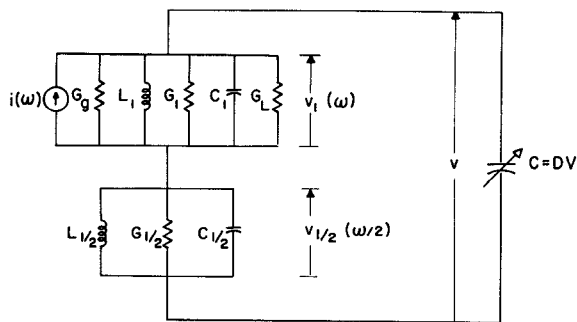 i(ω) G_g L_1 G_1 C_1 G_L v_1 (ω)
v C=DV
L_1/2 G_1/2 C_1/2 v_1/2 (ω/2)